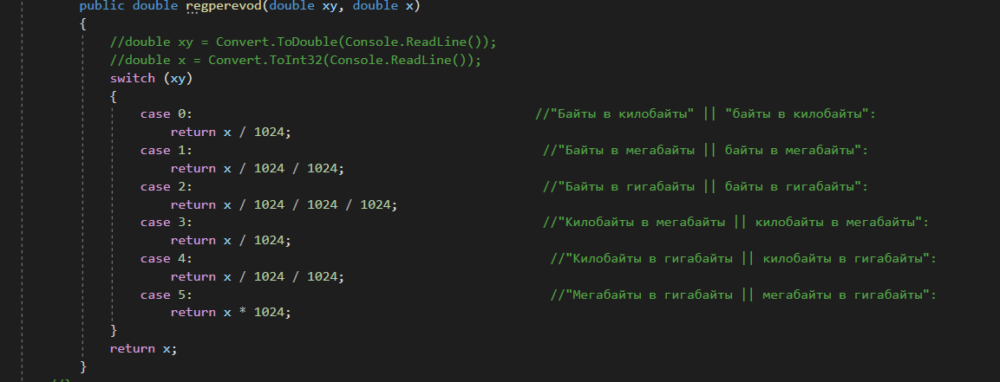 public double regperevod(double xy, double x)
{
//double xy = Convert.ToDouble(Console.ReadLine());
//double x = Convert.ToInt32(Console.ReadLine());
switch (xy)
{
case 0: //"Байты в килобайты" || "байты в килобайты":
return x / 1024;
case 1: //"Байты в мегабайты || байты в мегабайты":
return x / 1024 / 1024;
case 2: //"Байты в гигабайты || байты в гигабайты":
return x / 1024 / 1024 / 1024;
case 3: //"Килобайты в мегабайты || килобайты в мегабайты":
return x / 1024;
case 4: //"Килобайты в гигабайты || килобайты в гигабайты":
return x / 1024 / 1024;
case 5: //"Мегабайты в гигабайты || мегабайты в гигабайты":
return x * 1024;
}
return x;
}